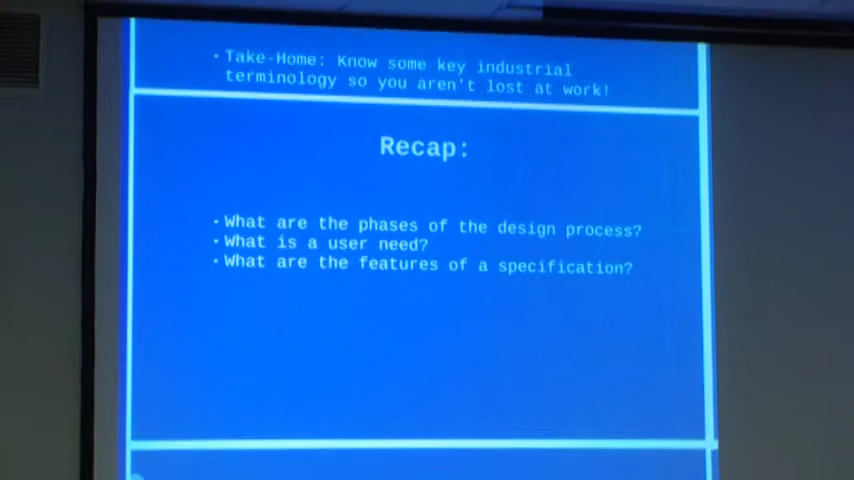 • Take-Home: Know some key industrial
terminology so you aren't lost at work!
Recap:
• What are the phases of the design process?
• What is a user need?
• What are the features of a specification?